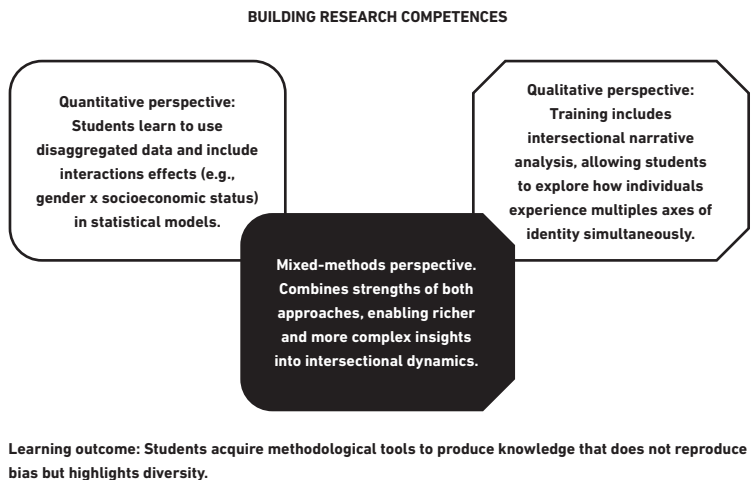 BUILDING RESEARCH COMPETENCES
Quantitative perspective:
Students learn to use
disaggregated data and include
interactions effects (e.g.,
gender x socioeconomic status)
in statistical models.
Qualitative perspective:
Training includes
intersectional narrative
analysis, allowing students
to explore how individuals
experience multiple axes of
identity simultaneously.
Mixed-methods perspective.
Combines strengths of both
approaches, enabling richer
and more complex insights
into intersectional dynamics.
Learning outcome: Students acquire methodological tools to produce knowledge that does not reproduce
bias but highlights diversity.